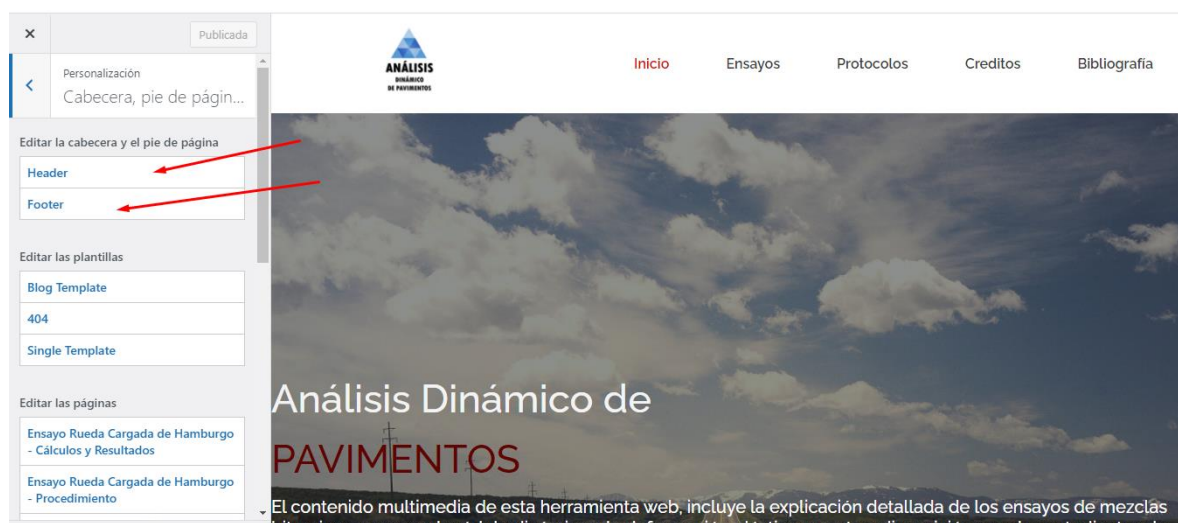 Publicada
Personalización
Cabecera, pie de págin...
Editar la cabecera y el pie de página
Header
Footer
Editar las plantillas
Blog Template
404
Single Template
Editar las páginas
Ensayo Rueda Cargada de Hamburgo
- Cálculos y Resultados
Ensayo Rueda Cargada de Hamburgo
- Procedimiento
ANÁLISIS
DINÁMICO
DE PAVIMENTOS
Inicio Ensayos Protocolos Creditos Bibliografía
Análisis Dinámico de
PAVIMENTOS
El contenido multimedia de esta herramienta web, incluye la explicación detallada de los ensayos de mezclas